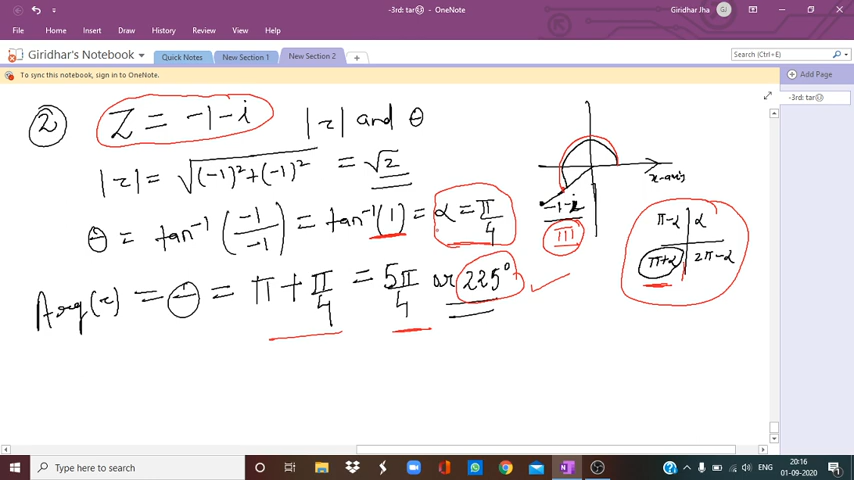 -3rd: tar☹ - OneNote
Giridhar Jha GJ
File Home Insert Draw History Review View Help
Giridhar's Notebook Quick Notes New Section 1 New Section 2 +
Search (Ctrl+E)
To sync this notebook, sign in to OneNote.
Add Page
-3rd: tar☹
② Z = -1-i |z| and θ
|z| = √(-1)²+(-1)² = √2
θ = tan⁻¹(-1/-1) = tan⁻¹(1) = α = π/4
Arg(z) = θ = π + π/4 = 5π/4 or 225°
x-axis
-1-i
III
π-α α
π+α 2π-α
Type here to search
ENG
20:16
01-09-2020